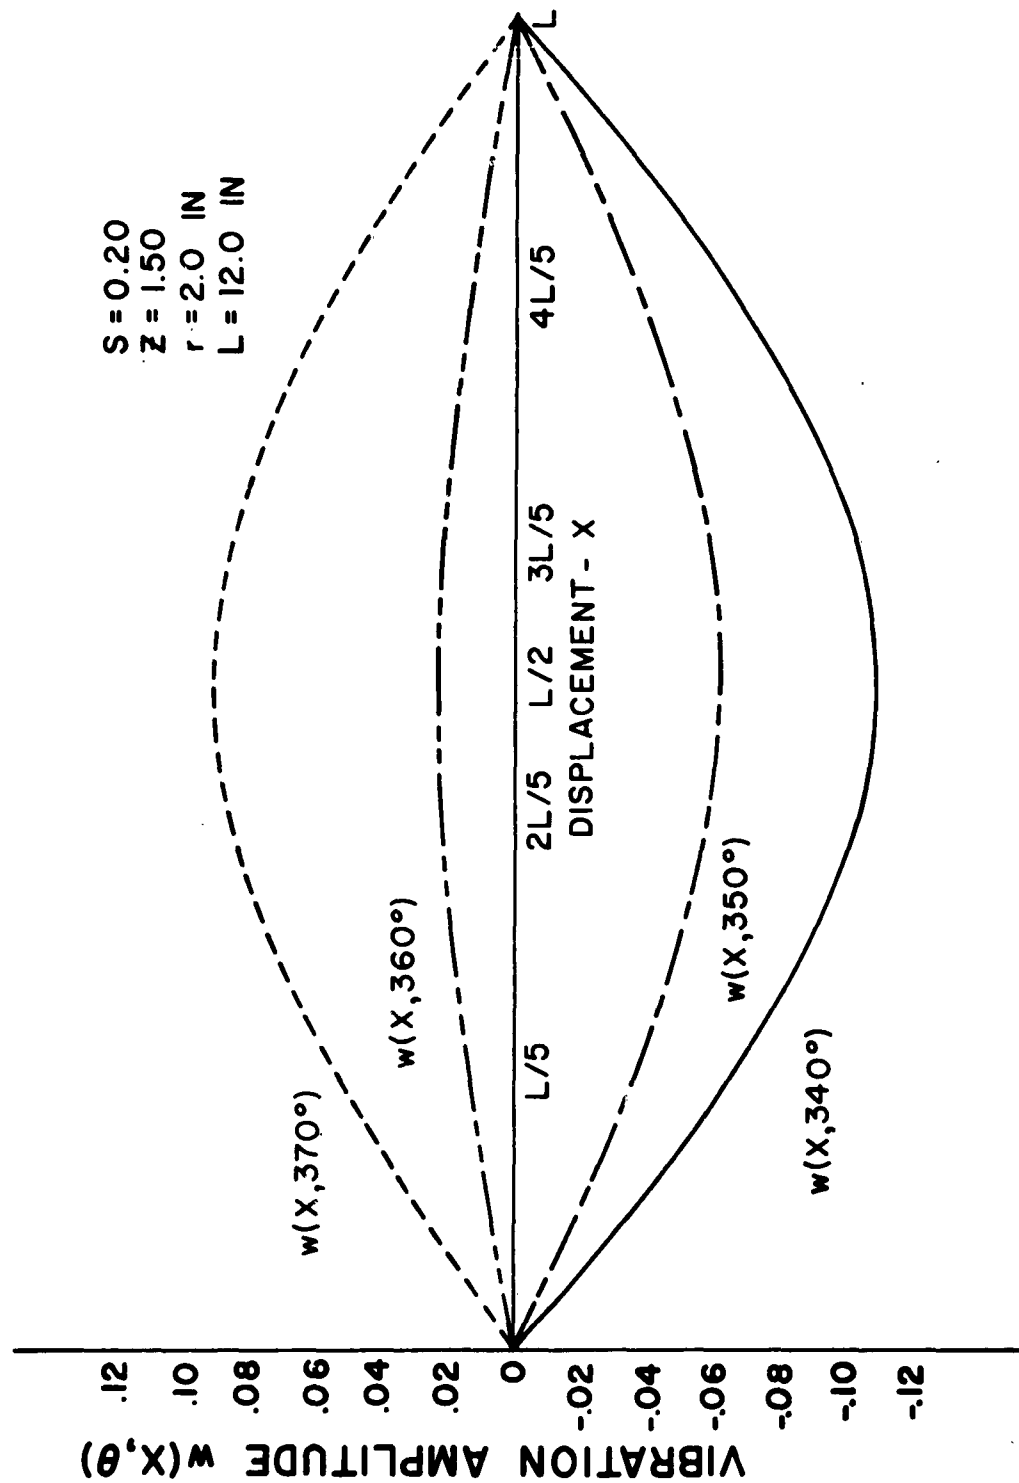 S = 0.20
Z = 1.50
r = 2.0 IN
L = 12.0 IN
w(X,370°)
w(X,360°)
.12
.10
.08
.06
.04
.02
0
-.02
-.04
-.06
-.08
-.10
-.12
L/5
2L/5
L/2
3L/5
4L/5
L
DISPLACEMENT - X
w(X,350°)
w(X,340°)
VIBRATION AMPLITUDE w(X,θ)